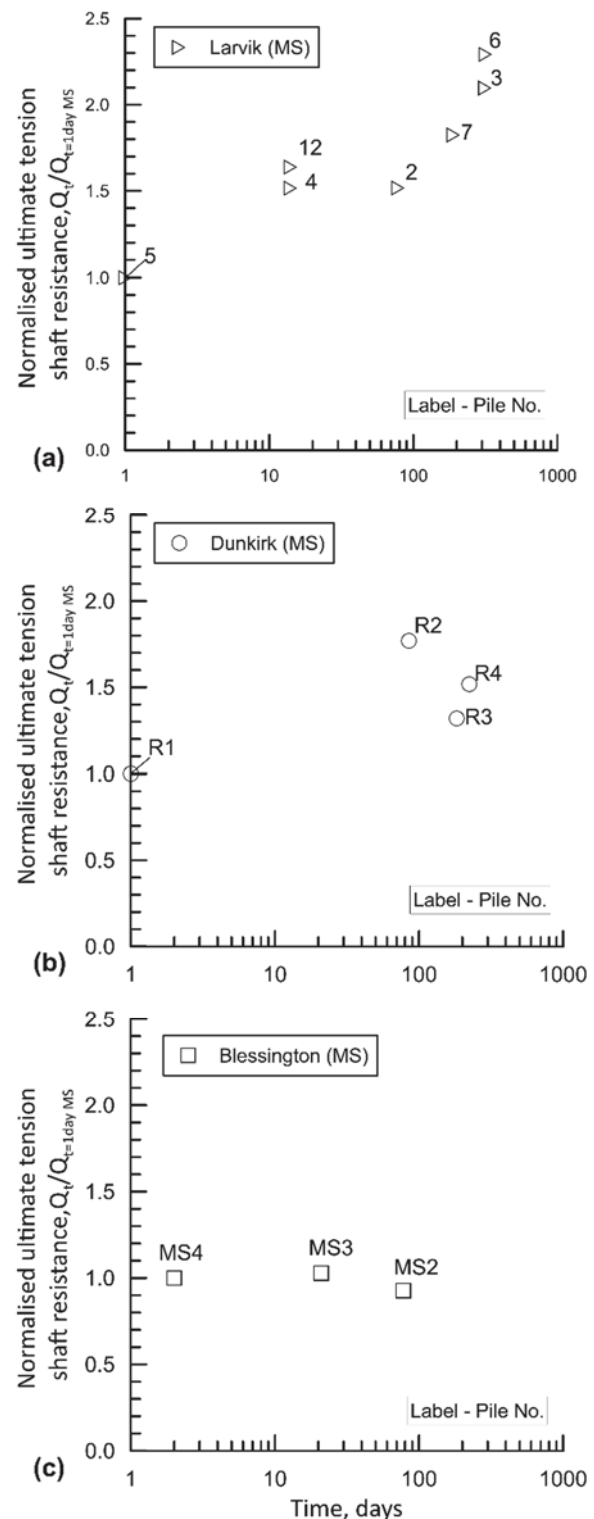 2.5
Larvik (MS)
6
3
2.0
7
12
1.5
4
2
5
1.0
0.5
Label - Pile No.
0.0
1
10
100
1000
Normalised ultimate tension
shaft resistance,Qt/Qt=1day MS
(a)
2.5
Dunkirk (MS)
2.0
R2
R4
1.5
R3
R1
1.0
0.5
Label - Pile No.
0.0
1
10
100
1000
Normalised ultimate tension
shaft resistance,Qt/Qt=1day MS
(b)
2.5
Blessington (MS)
2.0
1.5
MS4
MS3
MS2
1.0
0.5
Label - Pile No.
0.0
1
10
100
1000
Normalised ultimate tension
shaft resistance,Qt/Qt=1day MS
(c)
Time, days